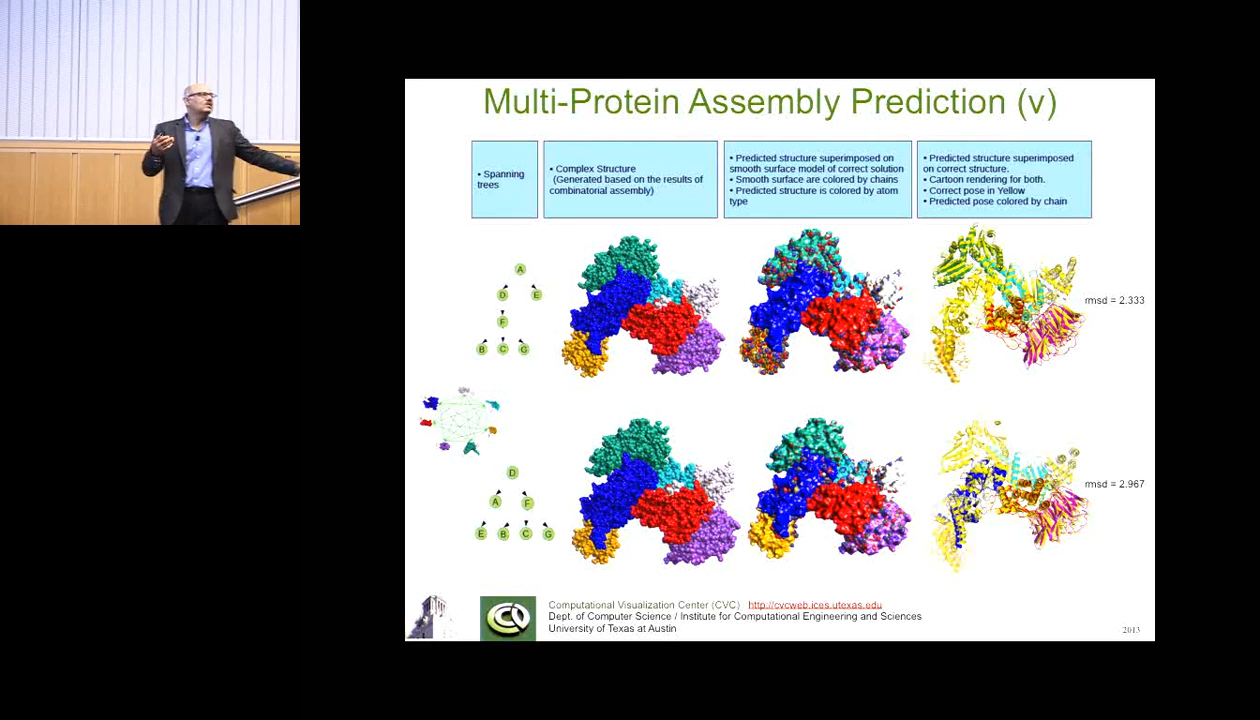 Multi-Protein Assembly Prediction (v)
• Spanning
trees
• Complex Structure
(Generated based on the results of
combinatorial assembly)
• Predicted structure superimposed on
smooth surface model of correct solution
• Smooth surface are colored by chains
• Predicted structure is colored by atom
type
• Predicted structure superimposed
on correct structure.
• Cartoon rendering for both.
• Correct pose in Yellow
• Predicted pose colored by chain
A
D E
F
B C G
rmsd = 2.333
D
A F
E B C G
rmsd = 2.967
Computational Visualization Center (CVC) http://cvcweb.ices.utexas.edu
Dept. of Computer Science / Institute for Computational Engineering and Sciences
University of Texas at Austin
2013